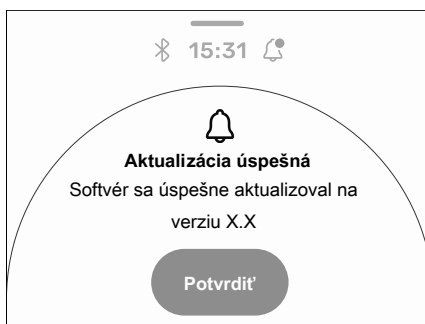 15:31
Aktualizácia úspešná
Softvér sa úspešne aktualizoval na
verziu X.X
Potvrdiť